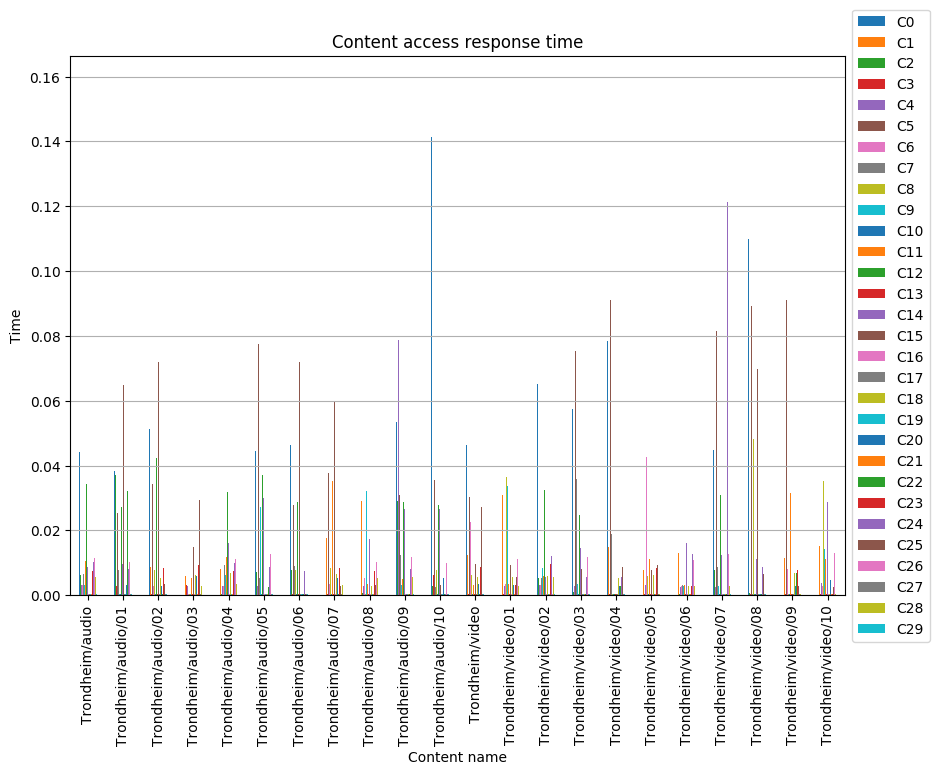 Content access response time
Time
0.16
0.14
0.12
0.10
0.08
0.06
0.04
0.02
0.00
Trondheim/audio
Trondheim/audio/01
Trondheim/audio/02
Trondheim/audio/03
Trondheim/audio/04
Trondheim/audio/05
Trondheim/audio/06
Trondheim/audio/07
Trondheim/audio/08
Trondheim/audio/09
Trondheim/audio/10
Trondheim/video
Trondheim/video/01
Trondheim/video/02
Trondheim/video/03
Trondheim/video/04
Trondheim/video/05
Trondheim/video/06
Trondheim/video/07
Trondheim/video/08
Trondheim/video/09
Trondheim/video/10
Content name
C0
C1
C2
C3
C4
C5
C6
C7
C8
C9
C10
C11
C12
C13
C14
C15
C16
C17
C18
C19
C20
C21
C22
C23
C24
C25
C26
C27
C28
C29